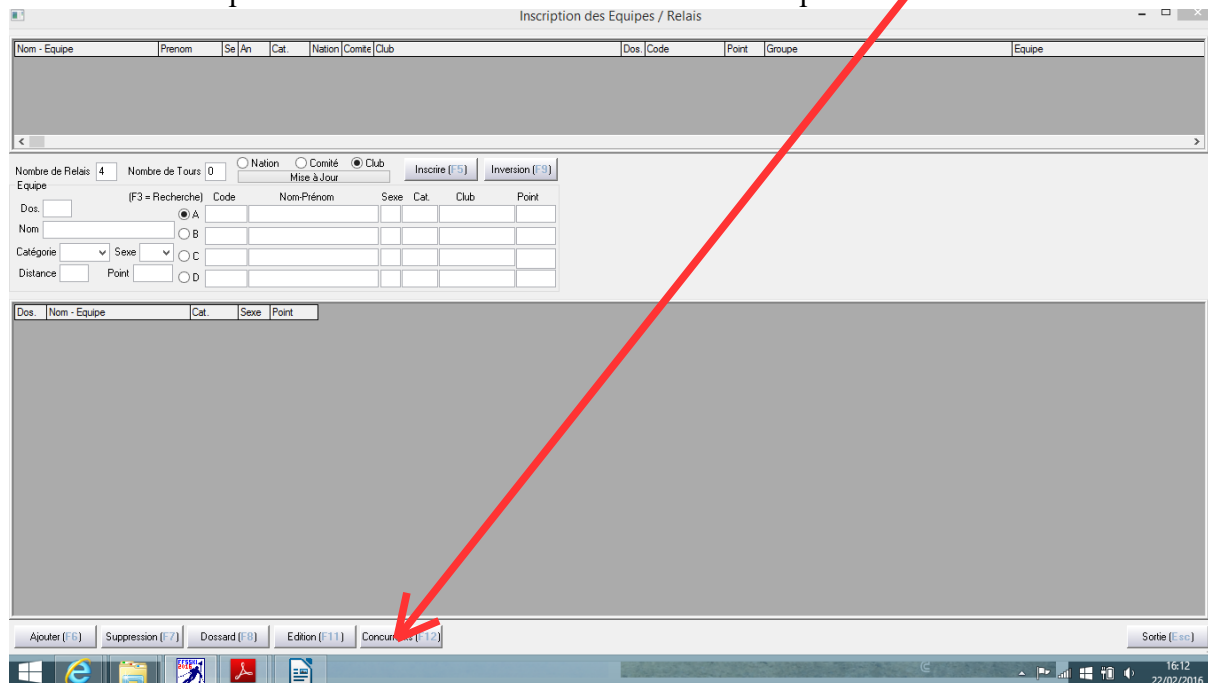 Inscription des Equipes / Relais
Nom - Equipe Prenom Se An Cat. Nation Comite Club Dos. Code Point Groupe Equipe
Nombre de Relais 4 Nombre de Tours 0 Nation Comité Club Inscrire (F5) Inversion (F9)
Mise à Jour
Equipe
(F3 = Recherche) Code Nom-Prénom Sexe Cat. Club Point
Dos.
A
Nom
B
Catégorie Sexe
C
Distance Point
D
Dos. Nom - Equipe Cat. Sexe Point
Ajouter (F6) Suppression (F7) Dossard (F8) Edition (F11) (F12) Sortie (Esc)
16:12
22/02/2016